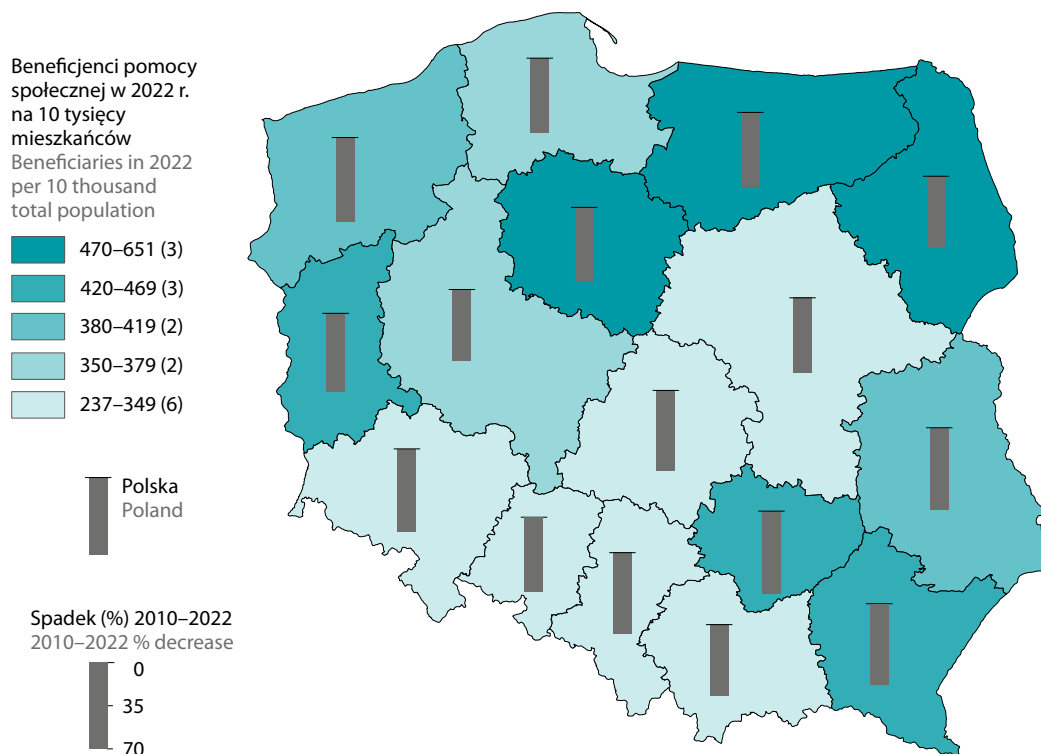 Beneficjenci pomocy
społecznej w 2022 r.
na 10 tysięcy
mieszkańców
Beneficiaries in 2022
per 10 thousand
total population
470–651 (3)
420–469 (3)
380–419 (2)
350–379 (2)
237–349 (6)
Polska
Poland
Spadek (%) 2010–2022
2010–2022 % decrease
0
35
70